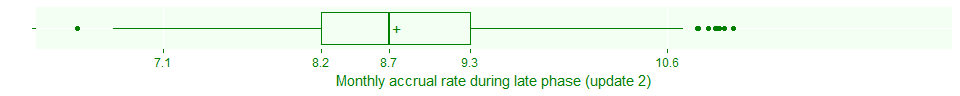 7.1 8.2 8.7 9.3 10.6
Monthly accrual rate during late phase (update 2)